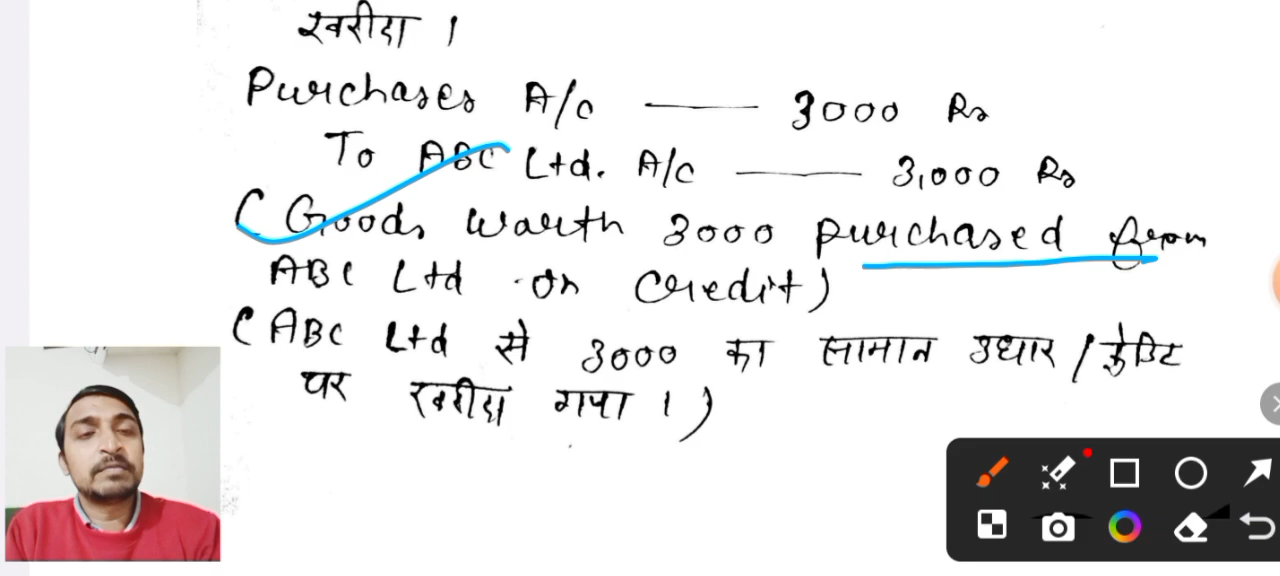 खरीदा ।
Purchases A/c —— 3000 Rs
To ABC Ltd. A/c —— 3,000 Rs
( Goods Worth 3000 purchased from
ABC Ltd on Credit)
( ABC Ltd से 3000 का सामान उधार / क्रेडिट
पर खरीदा गया । )